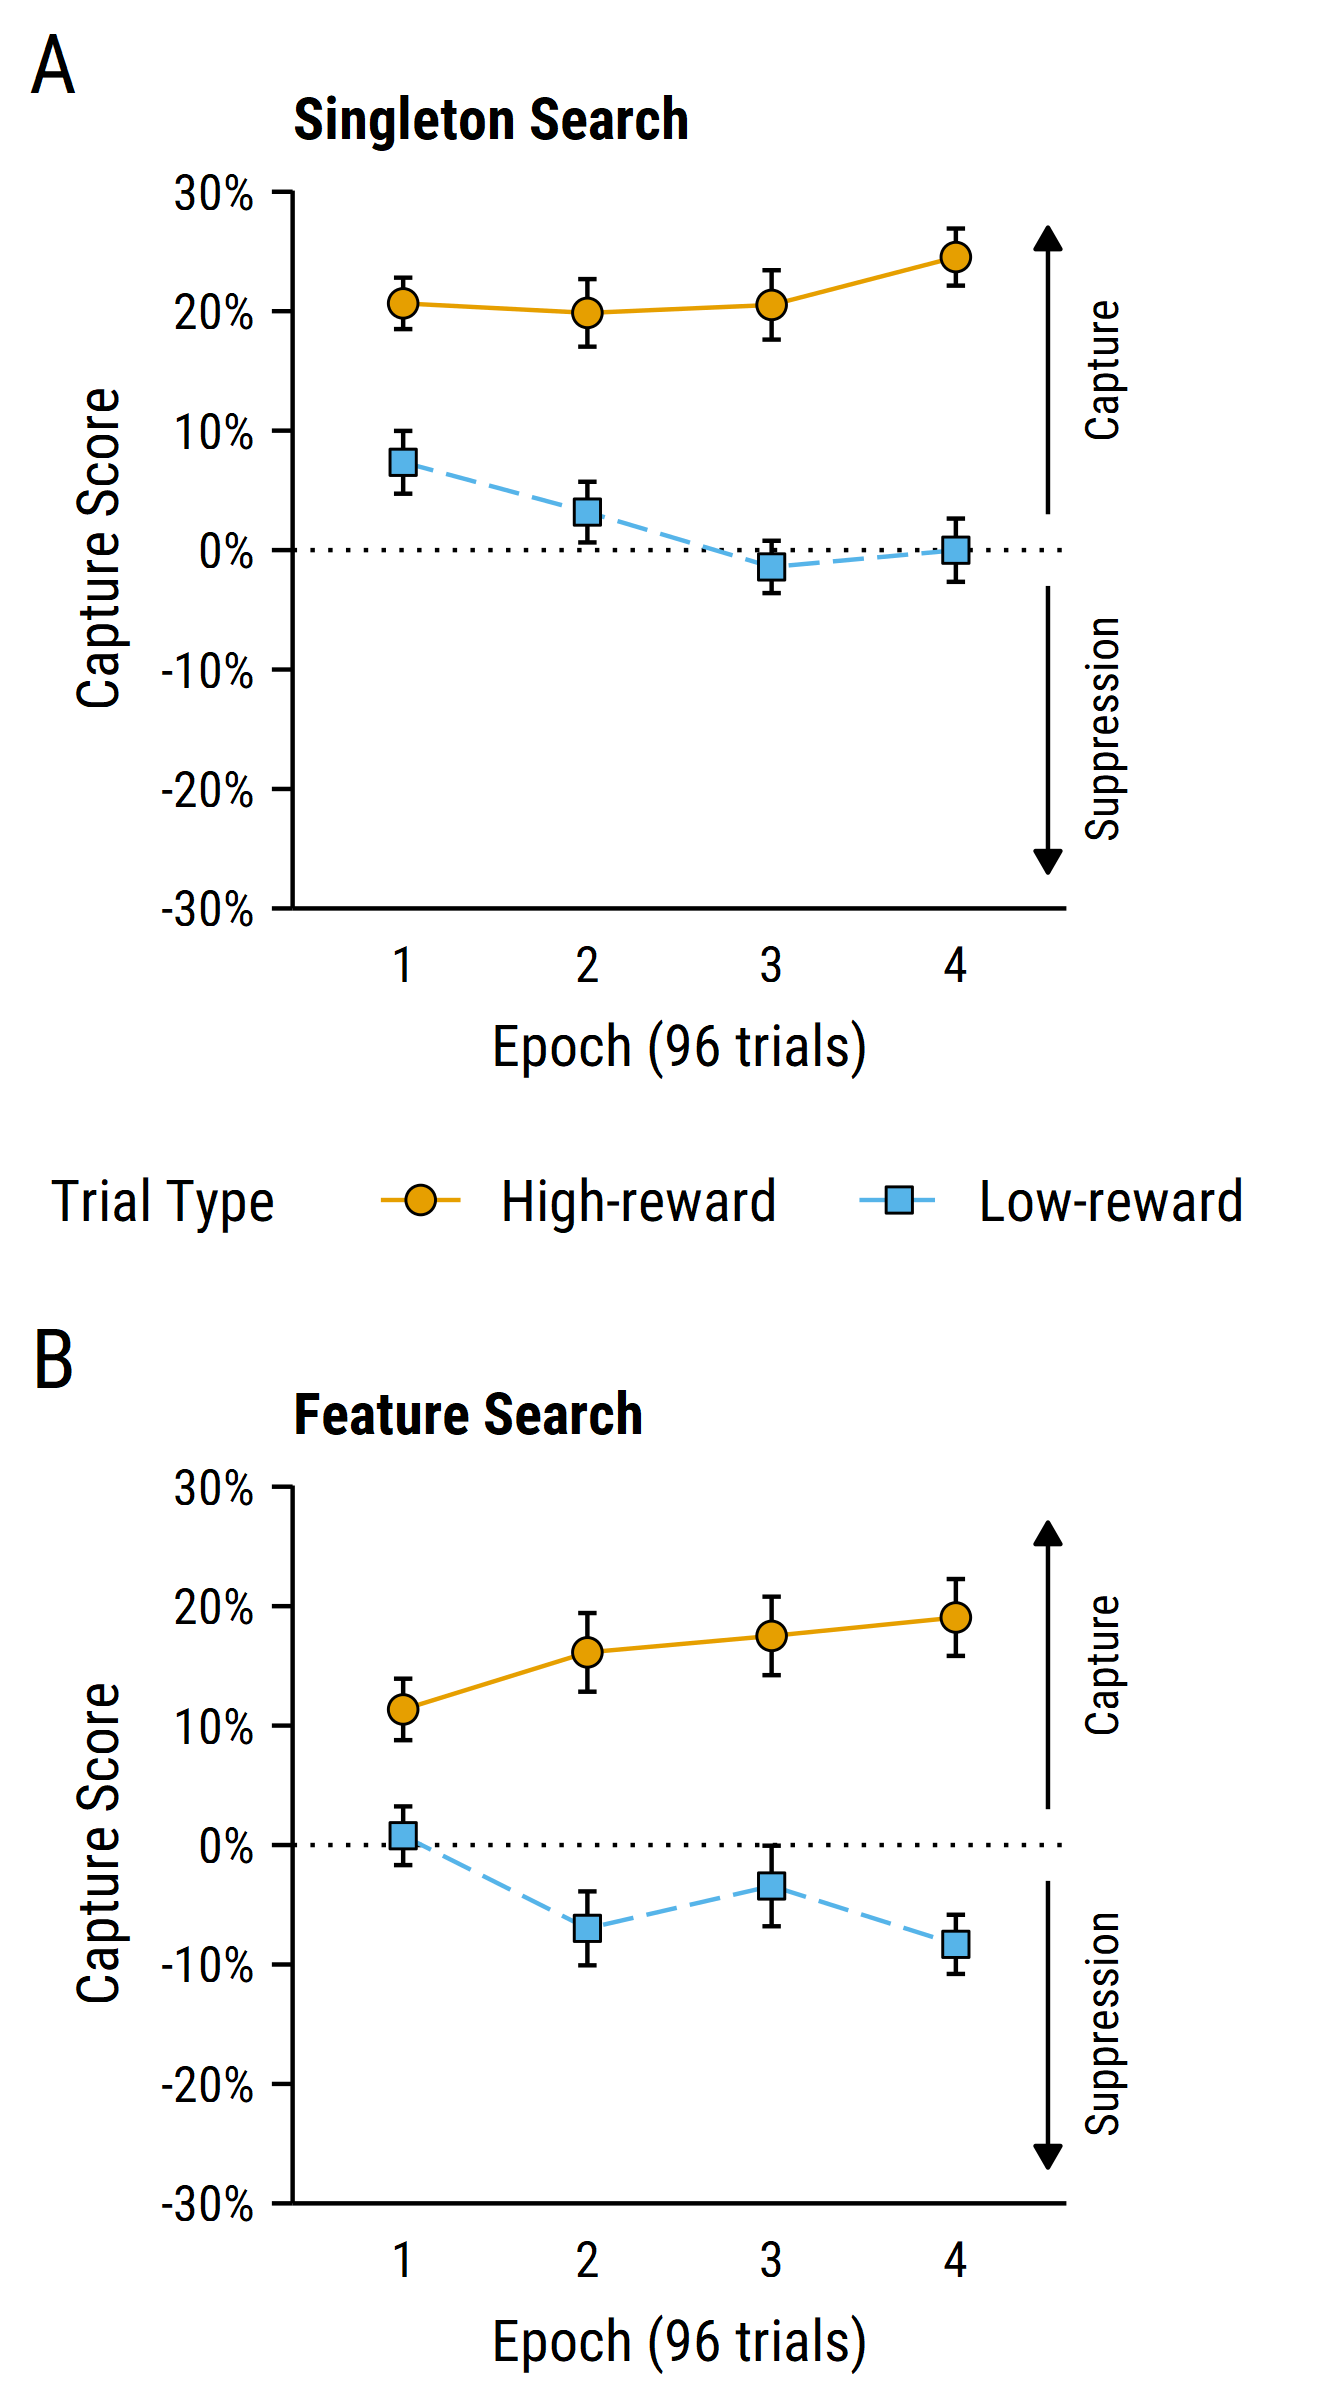 A
Singleton Search
30%
20%
10%
0%
-10%
-20%
-30%
Capture Score
Capture
Suppression
1 2 3 4
Epoch (96 trials)
Trial Type High-reward Low-reward
B
Feature Search
30%
20%
10%
0%
-10%
-20%
-30%
Capture Score
Capture
Suppression
1 2 3 4
Epoch (96 trials)